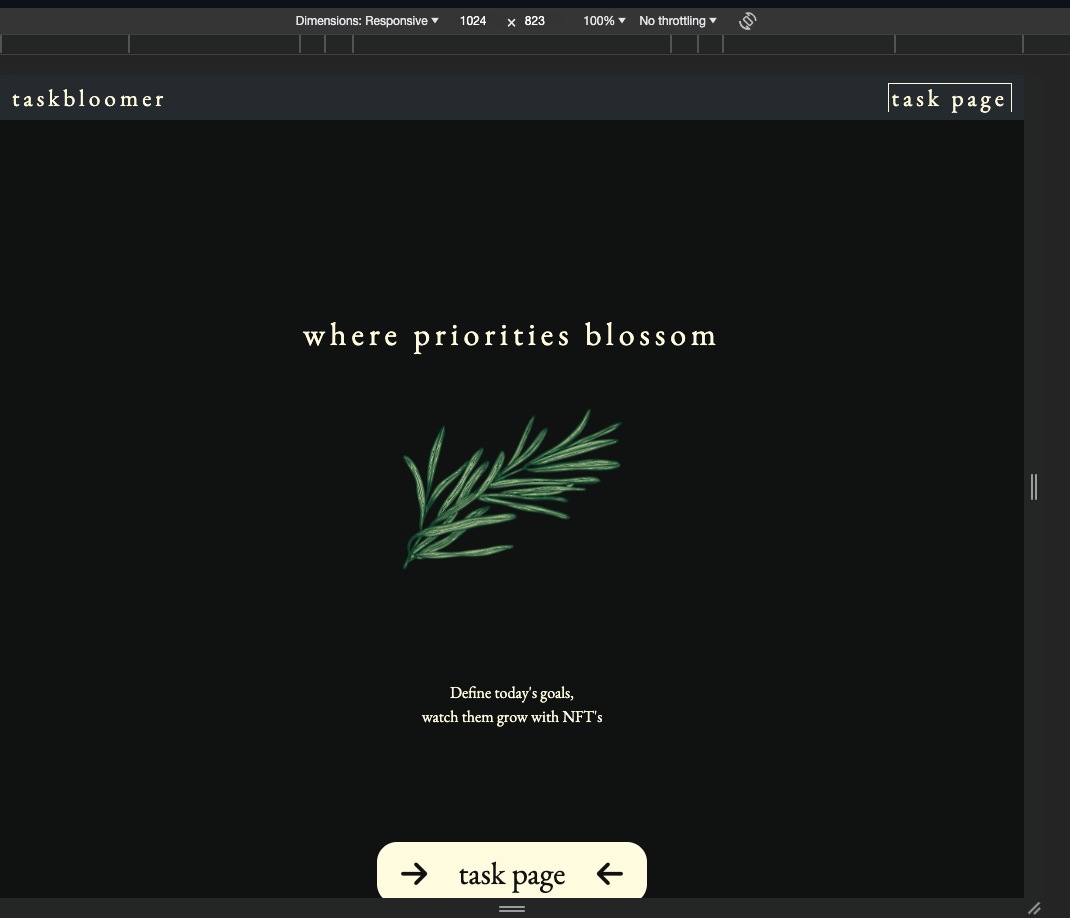 Dimensions: Responsive 1024 x 823 100% No throttling
taskbloomer task page
where priorities blossom
Define today's goals,
watch them grow with NFT's
→ task page ←